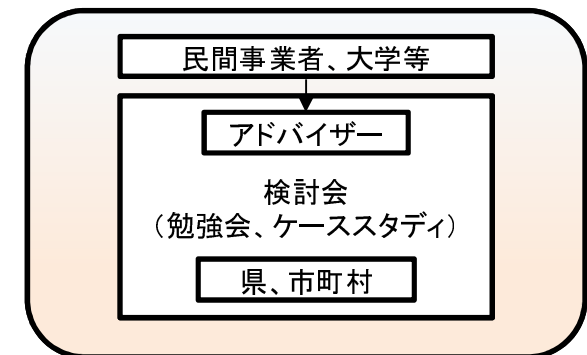 民間事業者、大学等
アドバイザー
検討会
（勉強会、ケーススタディ）
県、市町村